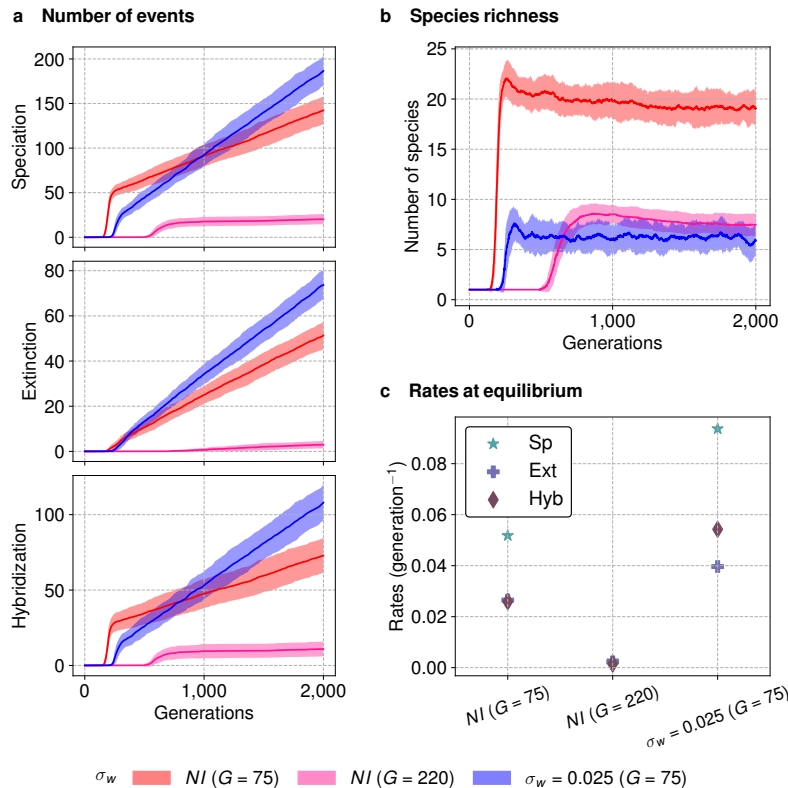 a Number of events
200
150
100
50
0
Speciation
80
60
40
20
0
Extinction
100
50
0
Hybridization
0 1,000 2,000
Generations
b Species richness
25
20
15
10
5
0
Number of species
0 1,000 2,000
Generations
c Rates at equilibrium
Sp
Ext
Hyb
0.08
0.06
0.04
0.02
0.00
Rates (generation⁻¹)
NI (G = 75)
NI (G = 220)
σw = 0.025 (G = 75)
σw NI (G = 75) NI (G = 220) σw = 0.025 (G = 75)